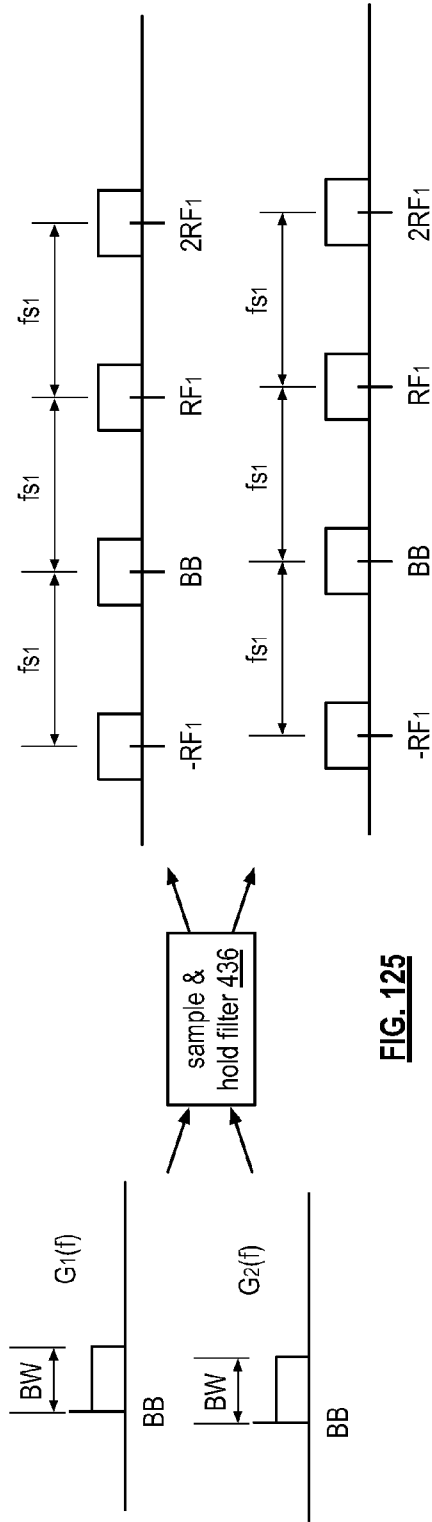 BW
G1(f)
BB
BW
G2(f)
BB
sample &
hold filter 436
fs1
fs1
fs1
-RF1
BB
RF1
2RF1
fs1
fs1
fs1
-RF1
BB
RF1
2RF1
FIG. 125